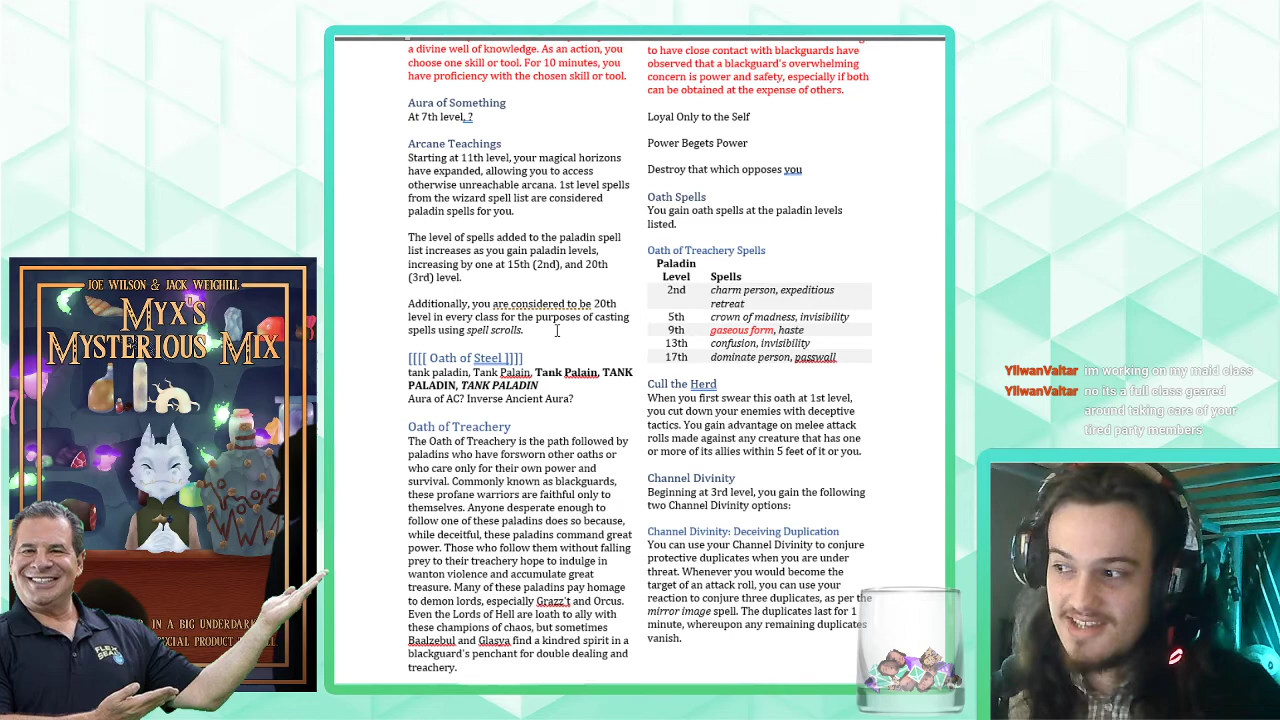 a divine well of knowledge. As an action, you
choose one skill or tool. For 10 minutes, you
have proficiency with the chosen skill or tool.
Aura of Something
At 7th level, ?
Arcane Teachings
Starting at 11th level, your magical horizons
have expanded, allowing you to access
otherwise unreachable arcana. 1st level spells
from the wizard spell list are considered
paladin spells for you.
The level of spells added to the paladin spell
list increases as you gain paladin levels,
increasing by one at 15th (2nd), and 20th
(3rd) level.
Additionally, you are considered to be 20th
level in every class for the purposes of casting
spells using spell scrolls.
[[[[ Oath of Steel ]]]]
tank paladin, Tank Palain, Tank Palain, TANK
PALADIN, TANK PALADIN
Aura of AC? Inverse Ancient Aura?
Oath of Treachery
The Oath of Treachery is the path followed by
paladins who have forsworn other oaths or
who care only for their own power and
survival. Commonly known as blackguards,
these profane warriors are faithful only to
themselves. Anyone desperate enough to
follow one of these paladins does so because,
while deceitful, these paladins command great
power. Those who follow them without falling
prey to their treachery hope to indulge in
wanton violence and accumulate great
treasure. Many of these paladins pay homage
to demon lords, especially Grazz't and Orcus.
Even the Lords of Hell are loath to ally with
these champions of chaos, but sometimes
Baalzebul and Glasya find a kindred spirit in a
blackguard's penchant for double dealing and
treachery.
to have close contact with blackguards have
observed that a blackguard's overwhelming
concern is power and safety, especially if both
can be obtained at the expense of others.
Loyal Only to the Self
Power Begets Power
Destroy that which opposes you
Oath Spells
You gain oath spells at the paladin levels
listed.
Oath of Treachery Spells
Paladin
Level Spells
2nd charm person, expeditious
retreat
5th crown of madness, invisibility
9th gaseous form, haste
13th confusion, invisibility
17th dominate person, passwall
Cull the Herd
When you first swear this oath at 1st level,
you cut down your enemies with deceptive
tactics. You gain advantage on melee attack
rolls made against any creature that has one
or more of its allies within 5 feet of it or you.
Channel Divinity
Beginning at 3rd level, you gain the following
two Channel Divinity options:
Channel Divinity: Deceiving Duplication
You can use your Channel Divinity to conjure
protective duplicates when you are under
threat. Whenever you would become the
target of an attack roll, you can use your
reaction to conjure three duplicates, as per the
mirror image spell. The duplicates last for 1
minute, whereupon any remaining duplicates
vanish.
JOE WILSON & JACK WEIGHILL
MYX'S
MYSTERIOUS MIX
IN A BIG UNDERDARK
SPECIAL PRODUCT
FLEX
SEAL
YllwanValtar im working on my maid class
YllwanValtar no its a full class geared
around taking care of your
tired party members